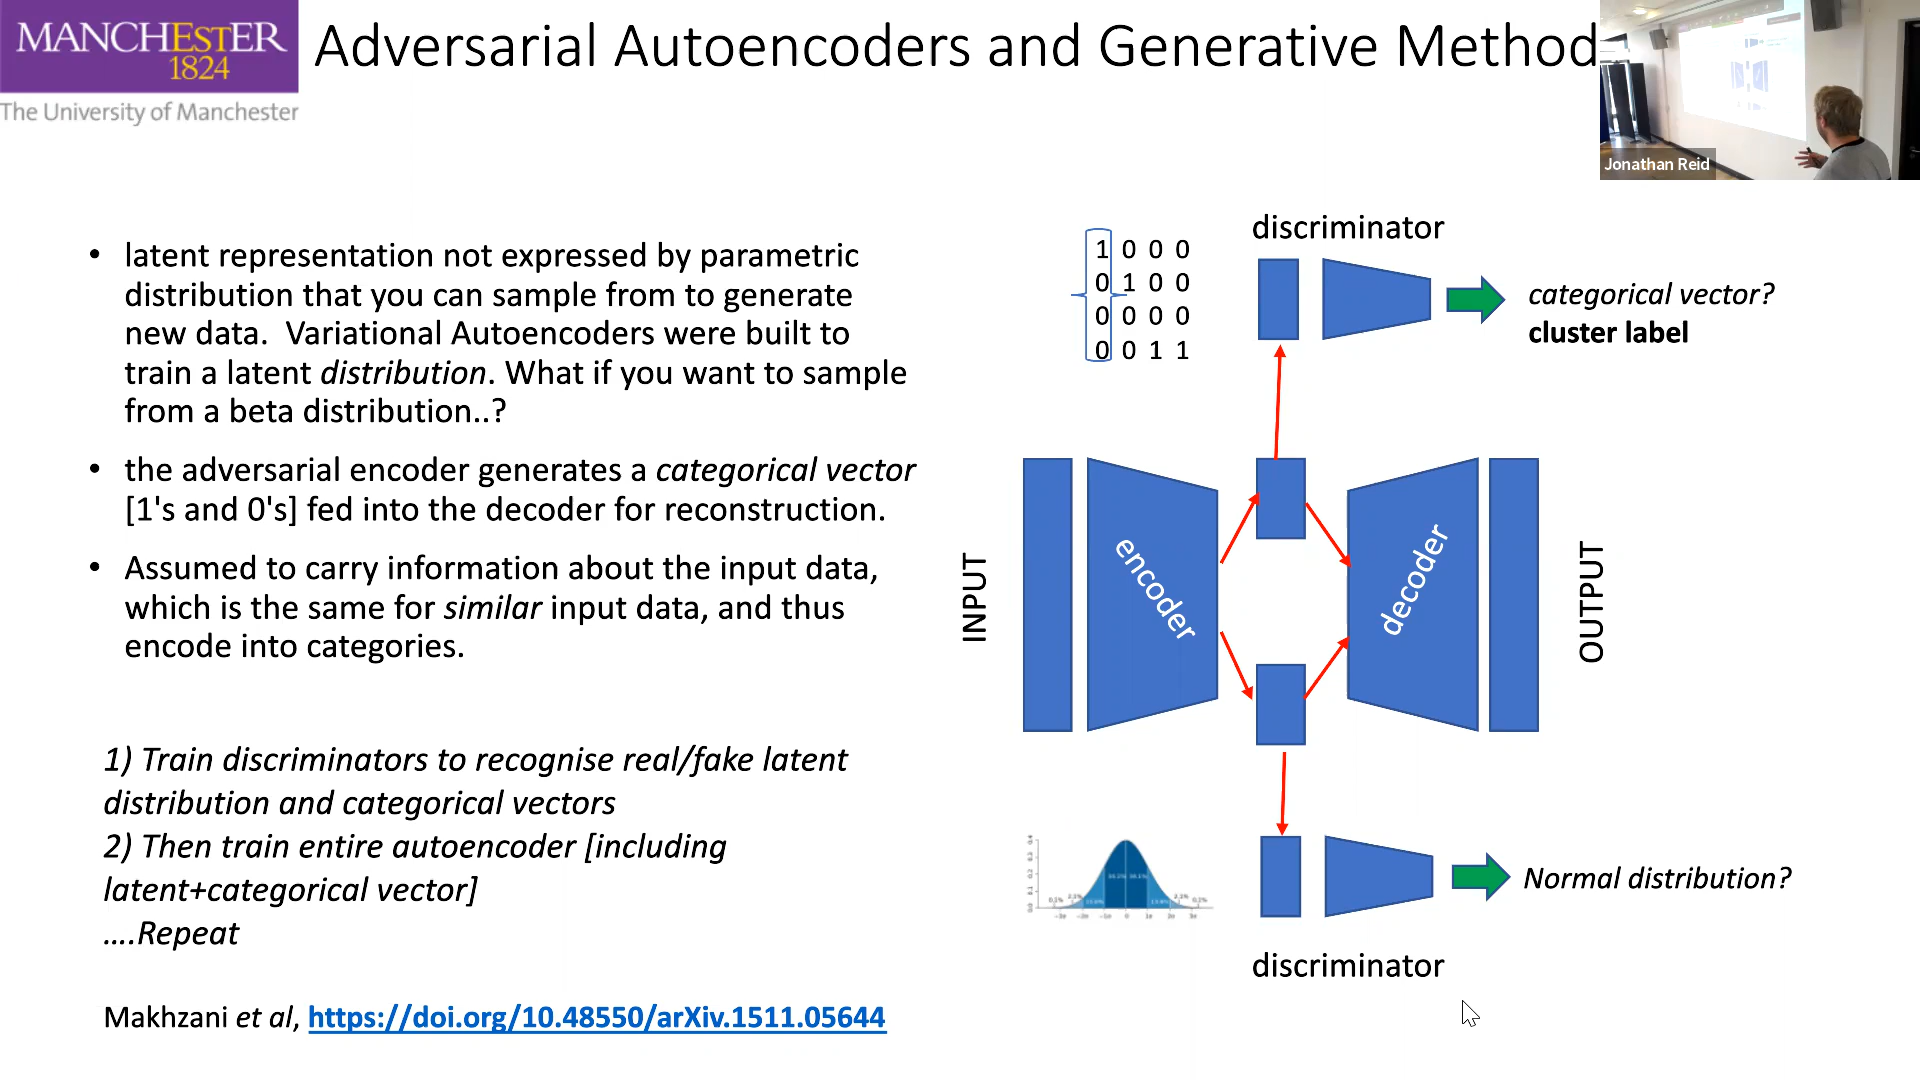 MANCHESTER
1824
The University of Manchester
Adversarial Autoencoders and Generative Method
Jonathan Reid
• latent representation not expressed by parametric
distribution that you can sample from to generate
new data. Variational Autoencoders were built to
train a latent distribution. What if you want to sample
from a beta distribution..?
• the adversarial encoder generates a categorical vector
[1's and 0's] fed into the decoder for reconstruction.
• Assumed to carry information about the input data,
which is the same for similar input data, and thus
encode into categories.
1) Train discriminators to recognise real/fake latent
distribution and categorical vectors
2) Then train entire autoencoder [including
latent+categorical vector]
....Repeat
Makhzani et al, https://doi.org/10.48550/arXiv.1511.05644
discriminator
1 0 0 0
0 1 0 0
0 0 0 0
0 0 1 1
categorical vector?
cluster label
INPUT
encoder
decoder
OUTPUT
Normal distribution?
discriminator